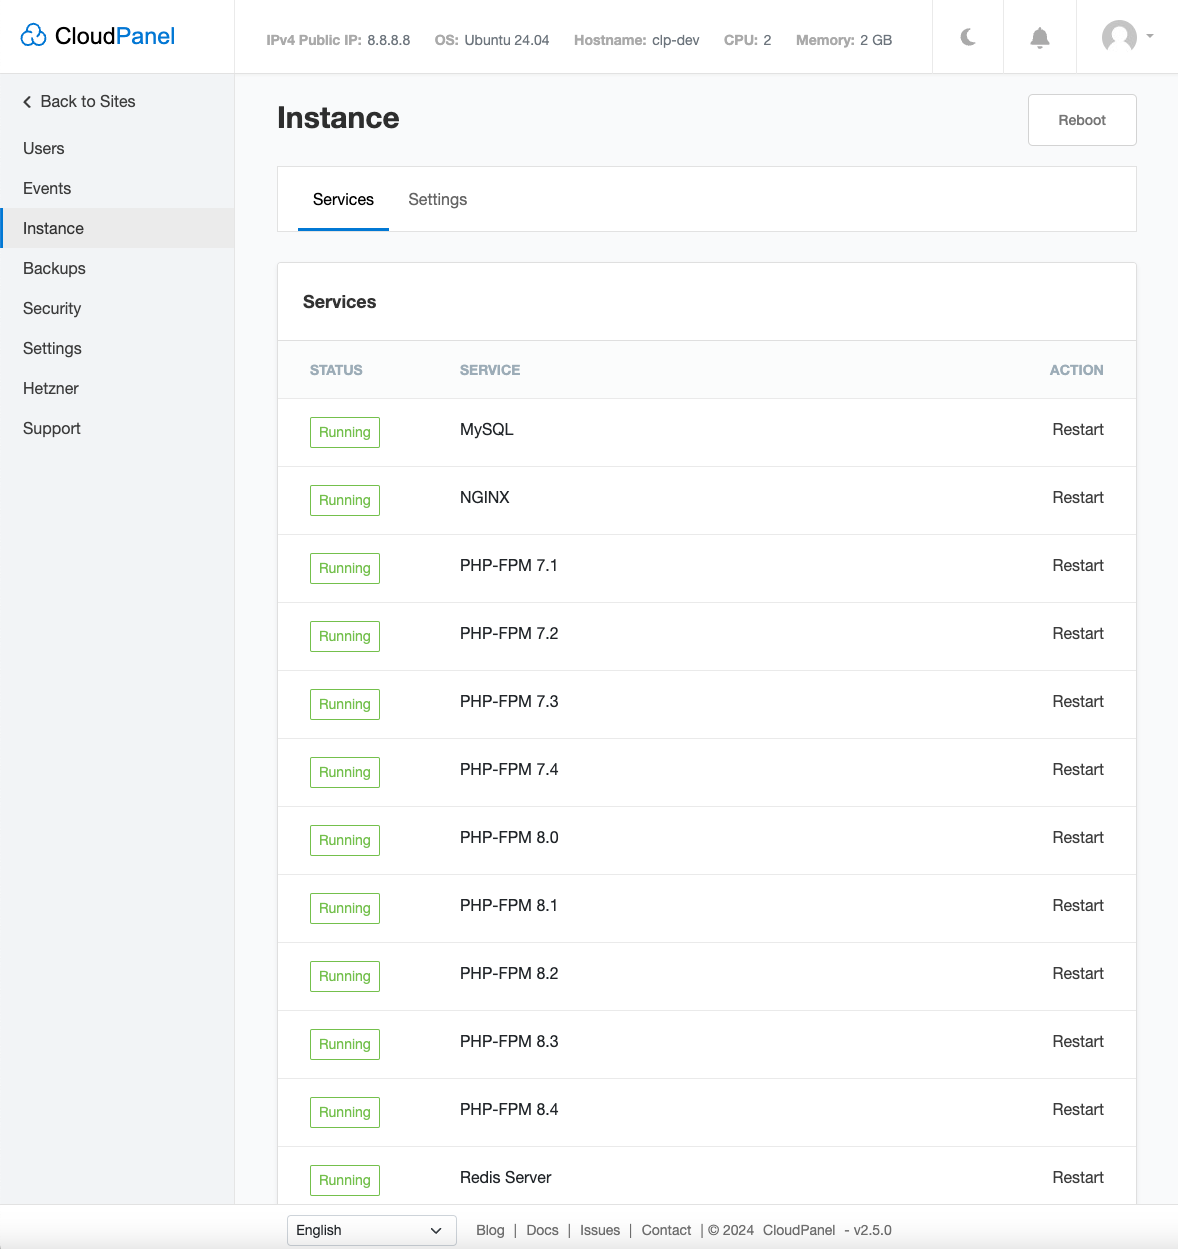 CloudPanel
IPv4 Public IP: 8.8.8.8 OS: Ubuntu 24.04 Hostname: clp-dev CPU: 2 Memory: 2 GB
Back to Sites
Users
Events
Instance
Backups
Security
Settings
Hetzner
Support
Instance
Reboot
Services Settings
Services
STATUS SERVICE ACTION
Running MySQL Restart
Running NGINX Restart
Running PHP-FPM 7.1 Restart
Running PHP-FPM 7.2 Restart
Running PHP-FPM 7.3 Restart
Running PHP-FPM 7.4 Restart
Running PHP-FPM 8.0 Restart
Running PHP-FPM 8.1 Restart
Running PHP-FPM 8.2 Restart
Running PHP-FPM 8.3 Restart
Running PHP-FPM 8.4 Restart
Running Redis Server Restart
English Blog | Docs | Issues | Contact | © 2024 CloudPanel - v2.5.0